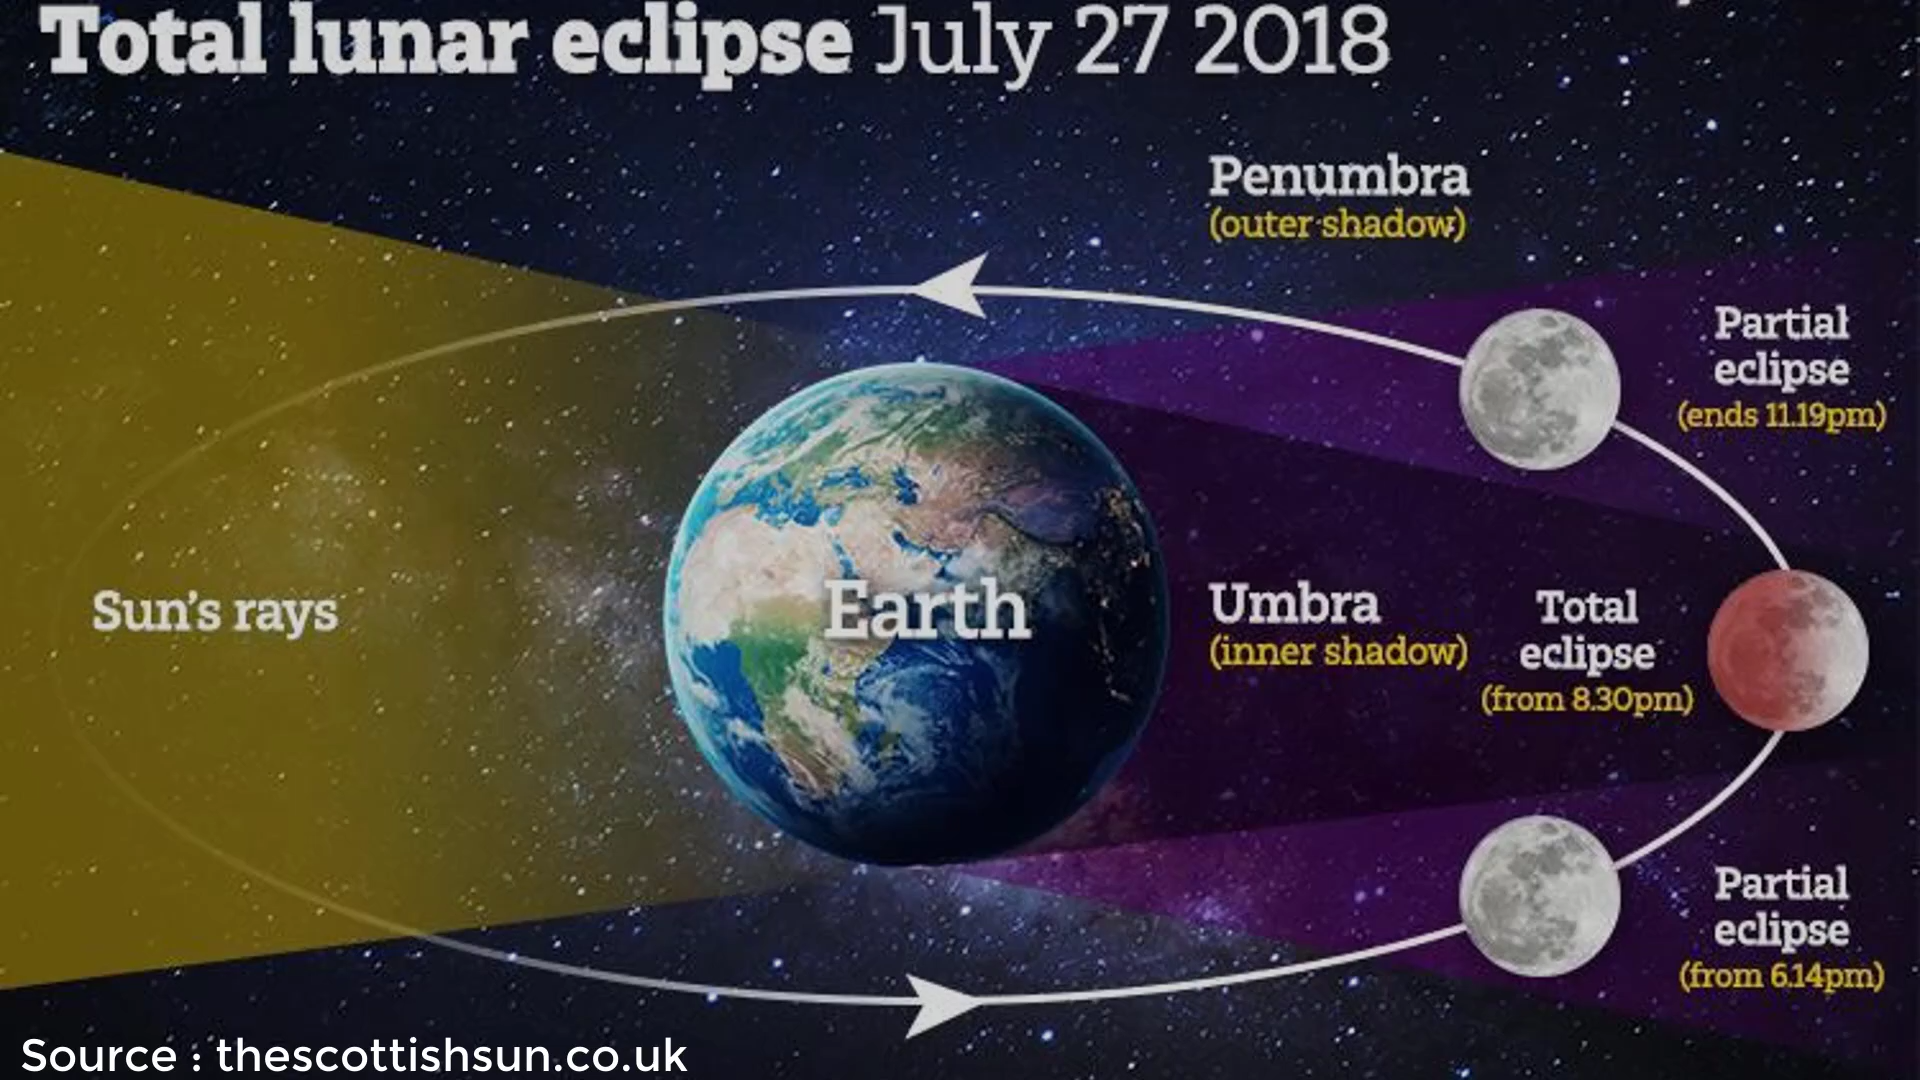 Total lunar eclipse July 27 2018
Penumbra
(outer shadow)
Partial
eclipse
(ends 11.19pm)
Sun's rays
Earth
Umbra
(inner shadow)
Total
eclipse
(from 8.30pm)
Partial
eclipse
(from 6.14pm)
Source : thescottishsun.co.uk